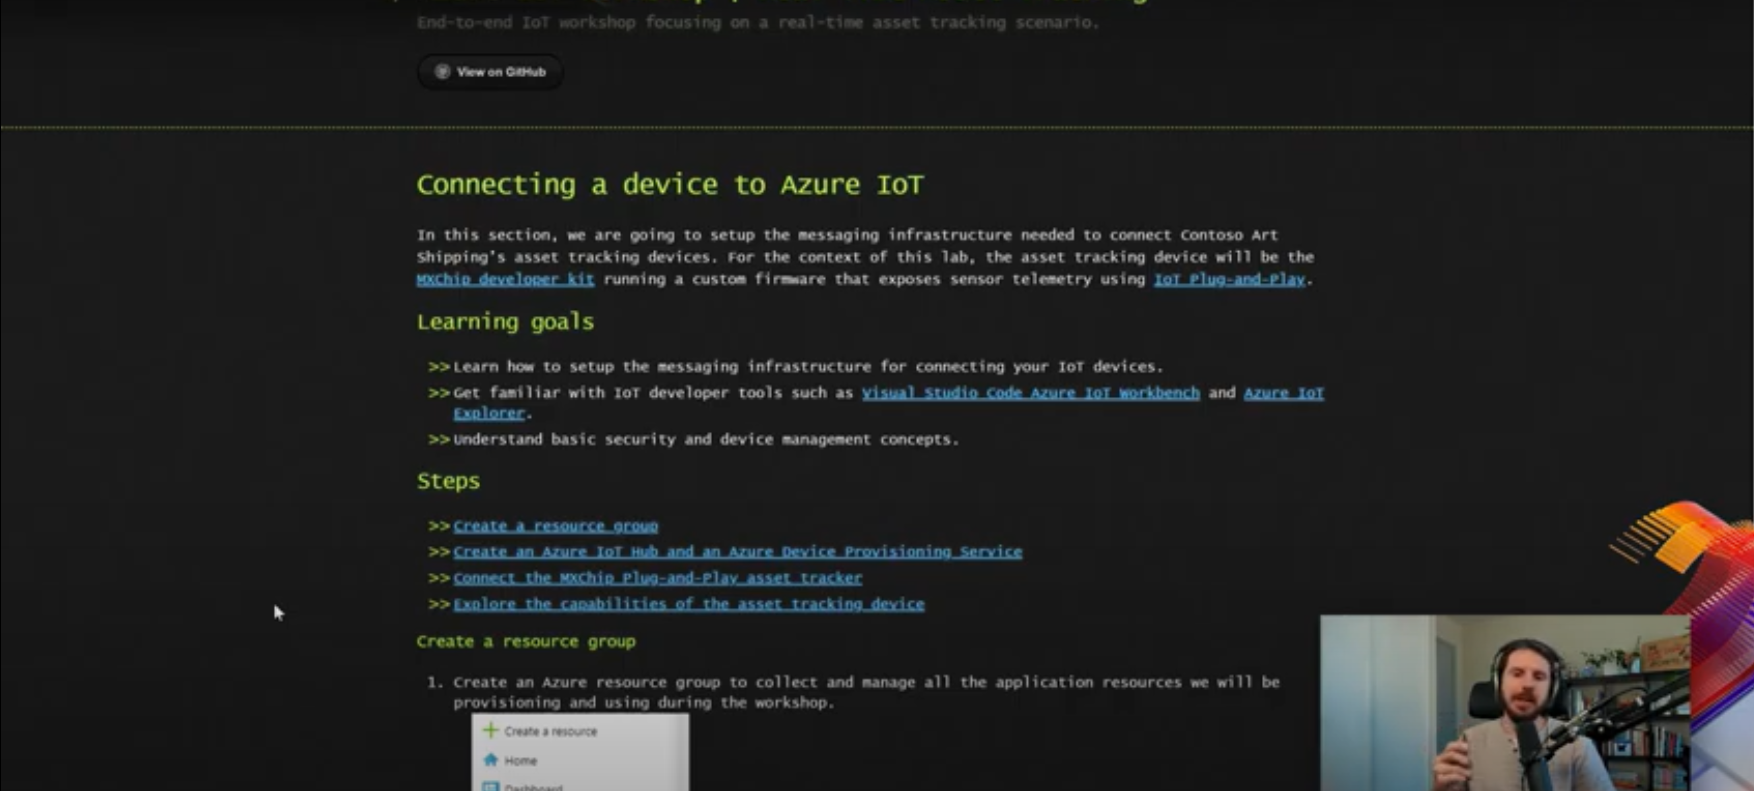 End-to-end IoT workshop focusing on a real-time asset tracking scenario.
View on GitHub
Connecting a device to Azure IoT
In this section, we are going to setup the messaging infrastructure needed to connect Contoso Art
Shipping's asset tracking devices. For the context of this lab, the asset tracking device will be the
MXChip developer kit running a custom firmware that exposes sensor telemetry using IoT Plug-and-Play.
Learning goals
>> Learn how to setup the messaging infrastructure for connecting your IoT devices.
>> Get familiar with IoT developer tools such as Visual Studio Code Azure IoT Workbench and Azure IoT
Explorer.
>> Understand basic security and device management concepts.
Steps
>> Create a resource group
>> Create an Azure IoT Hub and an Azure Device Provisioning Service
>> Connect the MXChip Plug-and-Play asset tracker
>> Explore the capabilities of the asset tracking device
Create a resource group
1. Create an Azure resource group to collect and manage all the application resources we will be
provisioning and using during the workshop.
Create a resource
Home
Dashboard